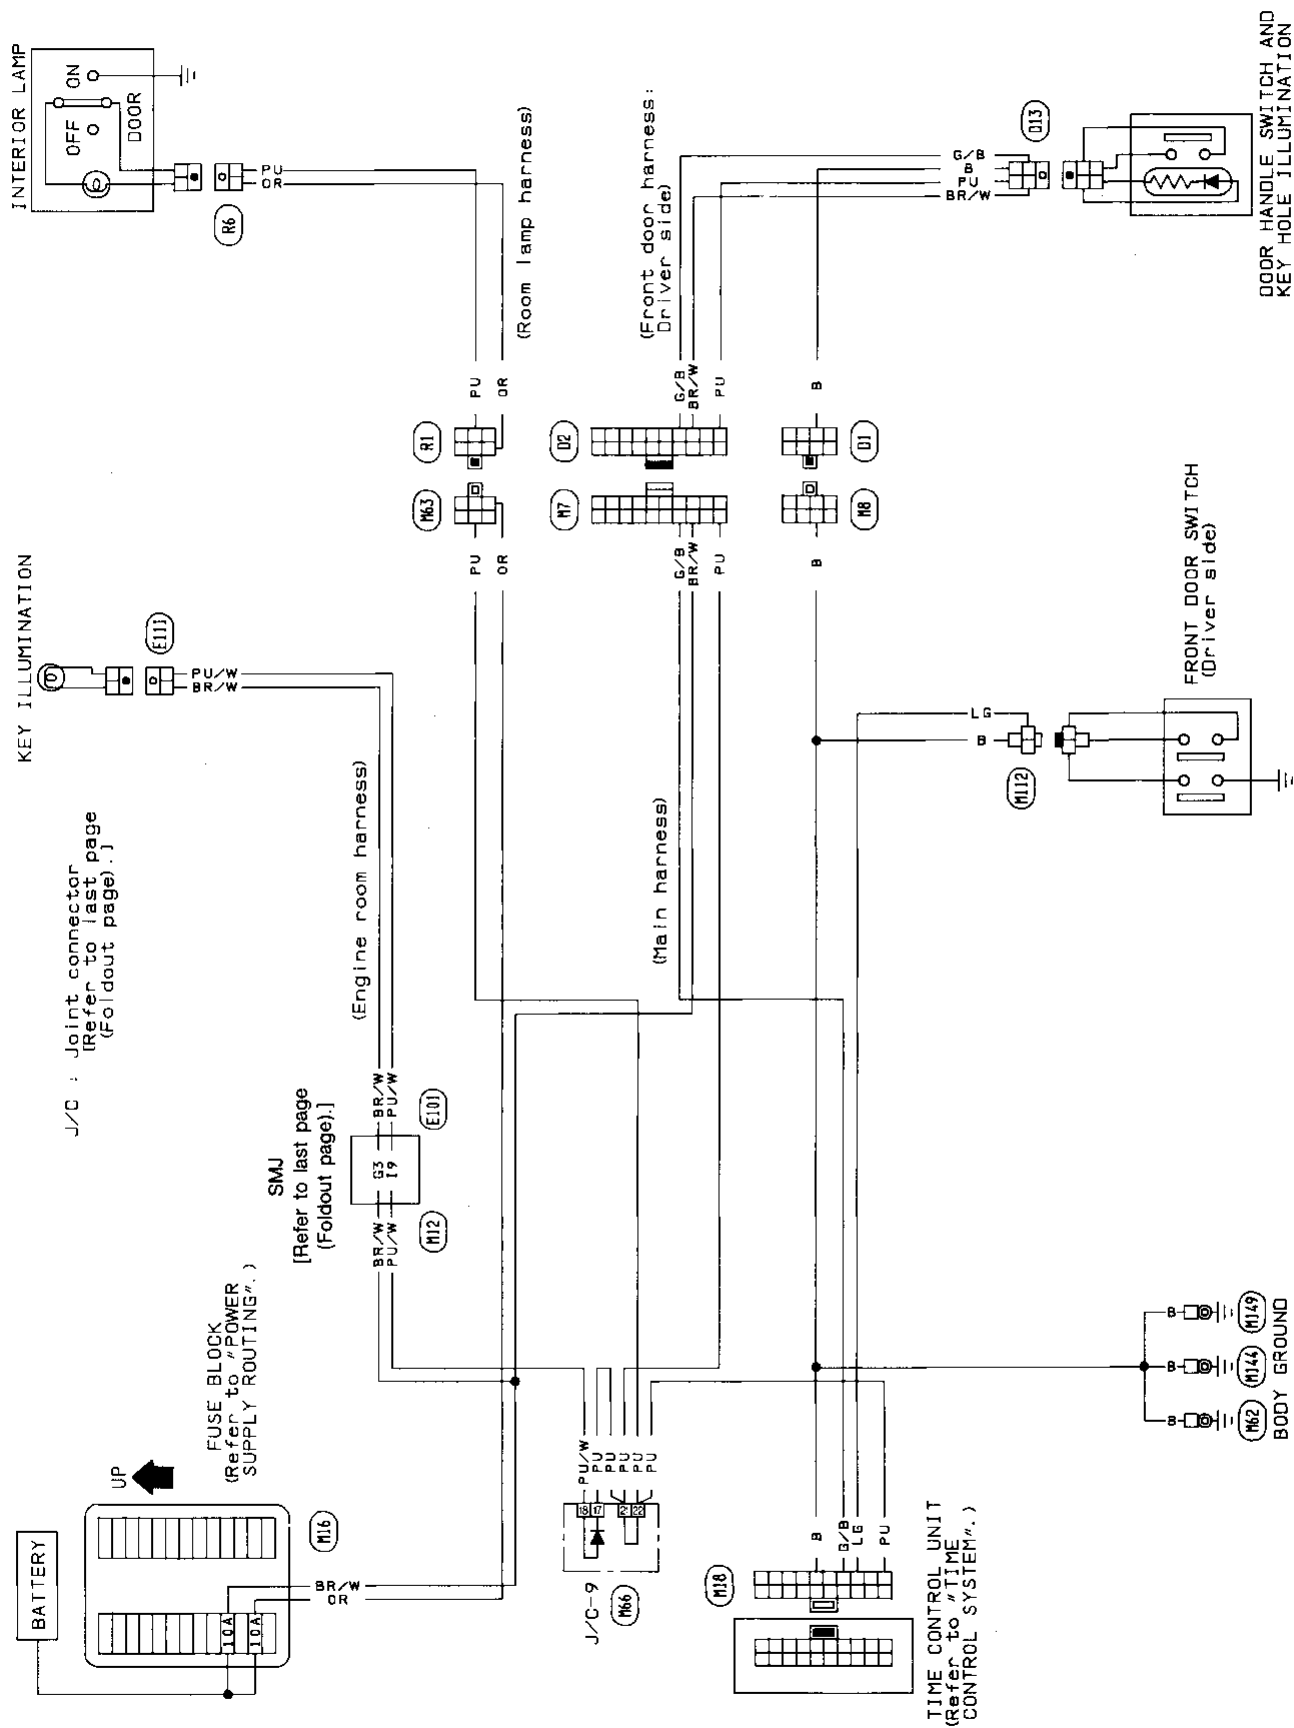 INTERIOR LAMP
OFF
ON
DOOR
R6
PU
OR
(Room lamp harness)
(Front door harness:
Driver side)
G/B
B
PU
BR/W
D13
DOOR HANDLE SWITCH AND
KEY HOLE ILLUMINATION
PU
OR
R1
M63
PU
OR
G/B
BR/W
PU
D2
M7
G/B
BR/W
PU
B
D1
M8
B
KEY ILLUMINATION
E111
PU/W
BR/W
(Engine room harness)
(Main harness)
LG
B
M112
FRONT DOOR SWITCH
(Driver side)
J/C : Joint connector
[Refer to last page
(Foldout page).]
SMJ
[Refer to last page
(Foldout page).]
BR/W
PU/W
E101
G3
I9
BR/W
PU/W
M12
FUSE BLOCK
(Refer to "POWER
SUPPLY ROUTING".)
UP
BATTERY
10A
10A
M16
BR/W
OR
PU/W
PU
PU
PU
PU
PU
18
17
21
22
J/C-9
M66
B
G/B
LG
PU
M18
TIME CONTROL UNIT
(Refer to "TIME
CONTROL SYSTEM".)
B
B
B
M62
M144
M149
BODY GROUND